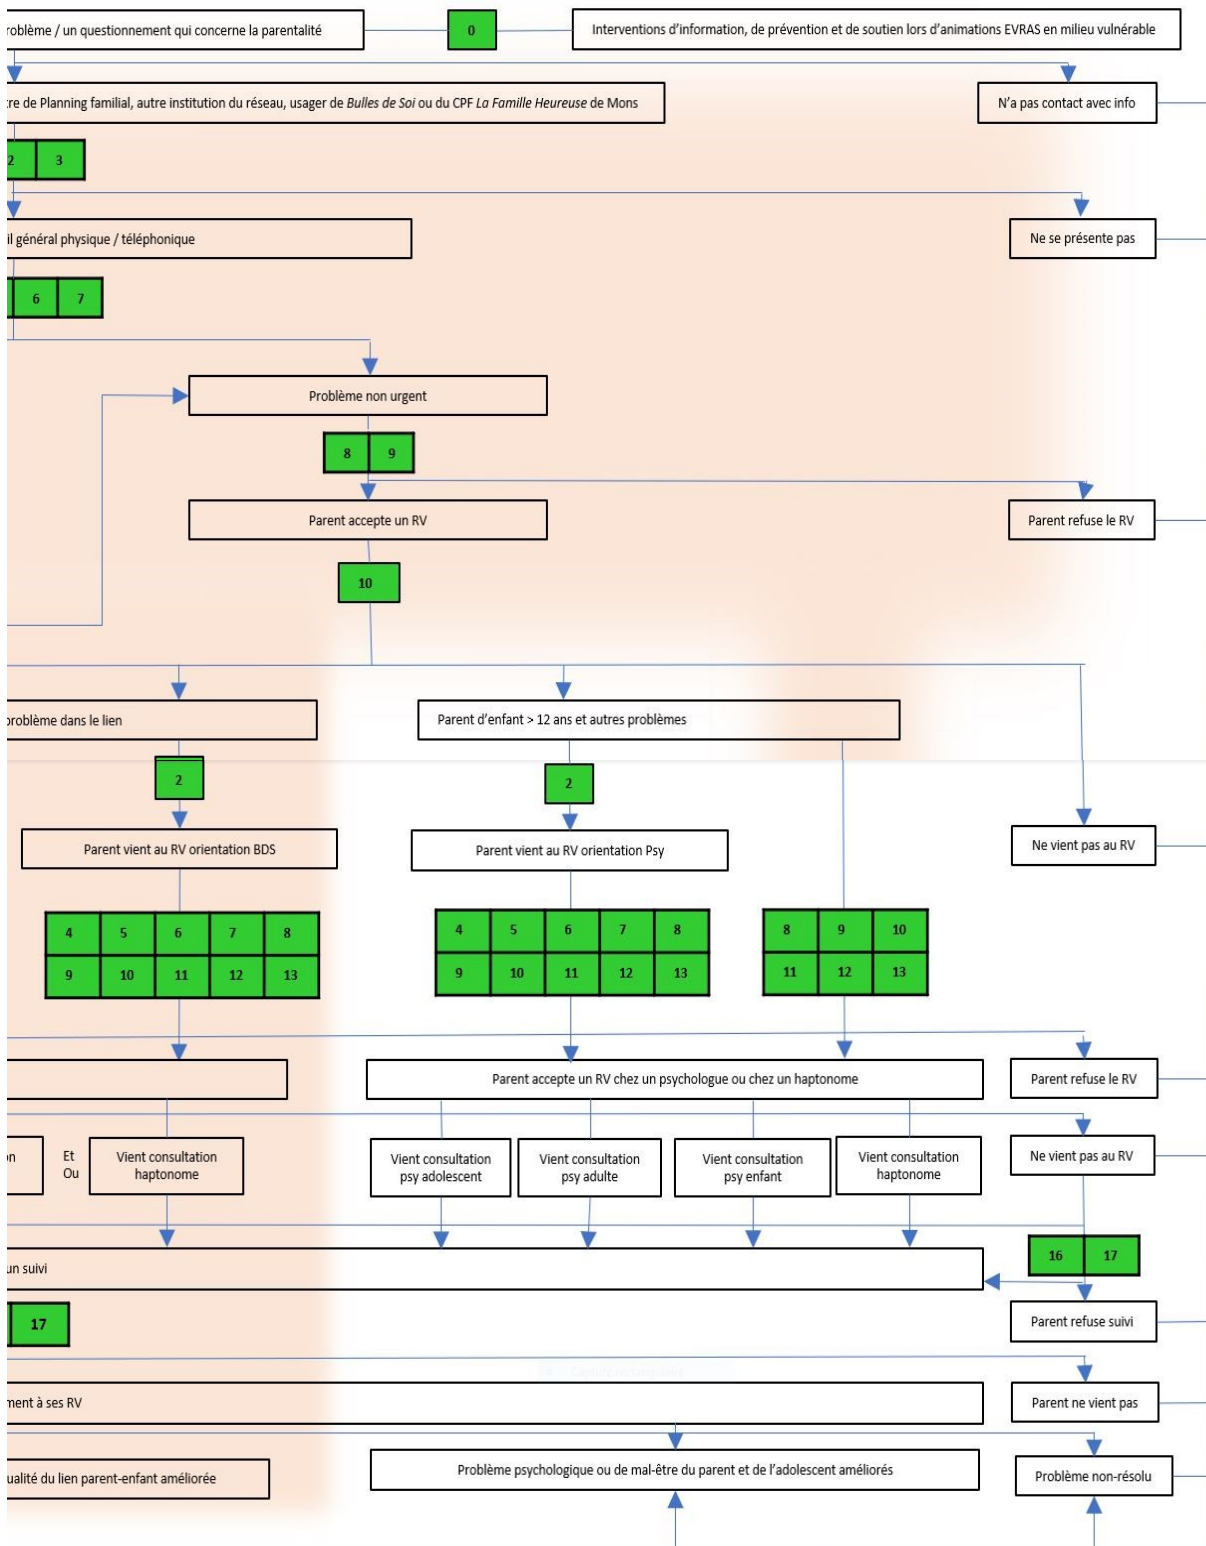 roblème / un questionnement qui concerne la parentalité
0
Interventions d'information, de prévention et de soutien lors d'animations EVRAS en milieu vulnérable
tre de Planning familial, autre institution du réseau, usager de Bulles de Soi ou du CPF La Famille Heureuse de Mons
N'a pas contact avec info
2 3
il général physique / téléphonique
Ne se présente pas
6 7
Problème non urgent
8 9
Parent accepte un RV
Parent refuse le RV
10
problème dans le lien
Parent d'enfant > 12 ans et autres problèmes
2
2
Parent vient au RV orientation BDS
Parent vient au RV orientation Psy
Ne vient pas au RV
4 5 6 7 8
9 10 11 12 13
4 5 6 7 8
9 10 11 12 13
8 9 10
11 12 13
Parent accepte un RV chez un psychologue ou chez un haptonome
Parent refuse le RV
on
Et
Ou
Vient consultation
haptonome
Vient consultation
psy adolescent
Vient consultation
psy adulte
Vient consultation
psy enfant
Vient consultation
haptonome
Ne vient pas au RV
un suivi
16 17
17
Parent refuse suivi
ment à ses RV
Parent ne vient pas
ualité du lien parent-enfant améliorée
Problème psychologique ou de mal-être du parent et de l'adolescent améliorés
Problème non-résolu